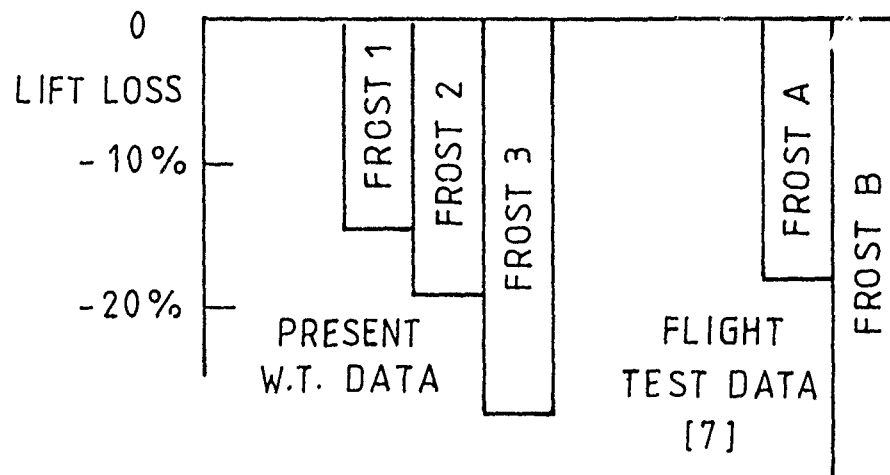 0
LIFT LOSS
-10%
-20%
FROST 1
FROST 2
FROST 3
PRESENT
W.T. DATA
FROST A
FROST B
FLIGHT
TEST DATA
[7]